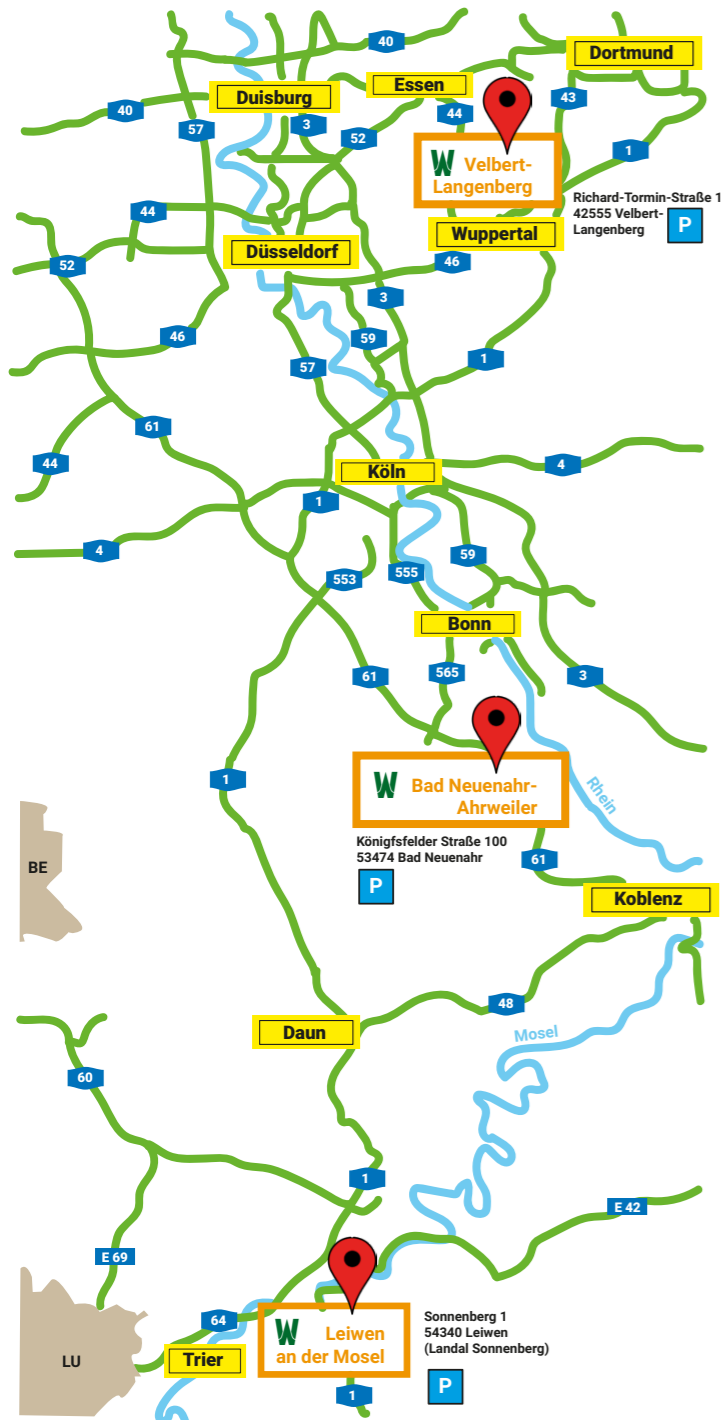 40
Dortmund
Essen
Duisburg
43
40
44
3
57
52
1
W Velbert-
Langenberg
Richard-Tormin-Straße 1
42555 Velbert-
Langenberg
P
44
Wuppertal
Düsseldorf
46
52
3
46
59
1
57
61
44
4
Köln
1
4
59
555
553
Bonn
61
565
3
1
W Bad Neuenahr-
Ahrweiler
Rhein
Königfsfelder Straße 100
53474 Bad Neuenahr
P
61
BE
Koblenz
48
Daun
Mosel
60
1
E 42
E 69
64
W Leiwen
an der Mosel
Sonnenberg 1
54340 Leiwen
(Landal Sonnenberg)
P
LU
Trier
1